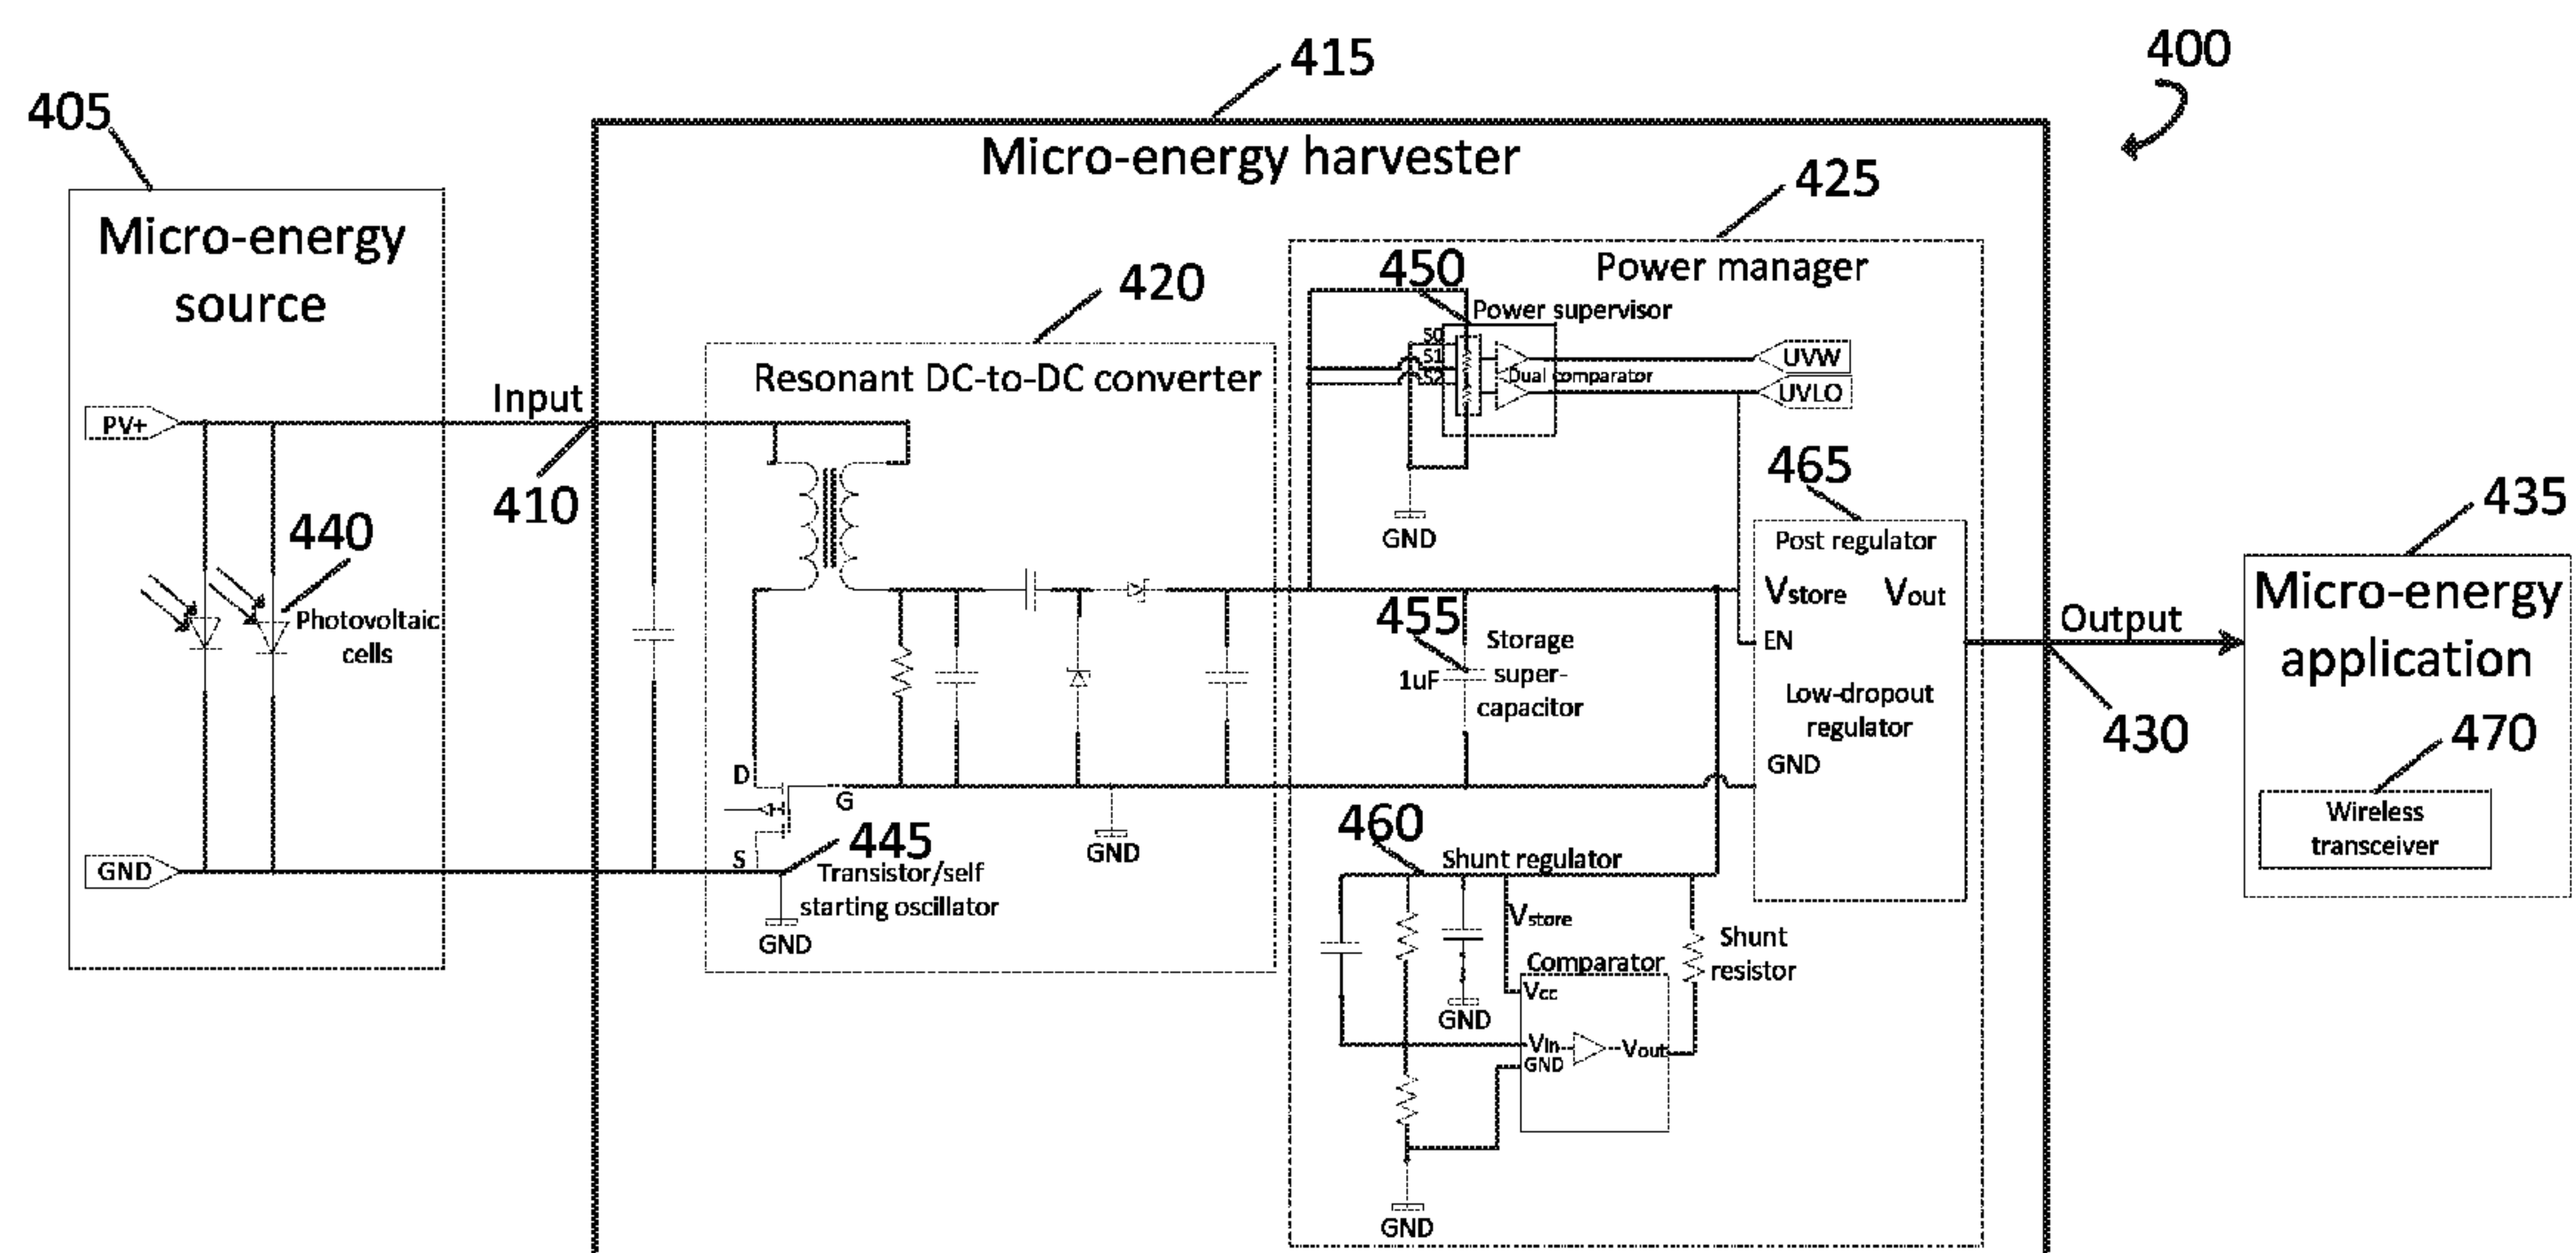 400
415
405
Micro-energy harvester
425
Micro-energy
source
420
450
Power manager
Power supervisor
S0
S1
S2
Dual comparator
UVW
UVLO
Resonant DC-to-DC converter
Input
PV+
410
440
Photovoltaic
cells
GND
465
Post regulator
Vstore
Vout
EN
Low-dropout
regulator
GND
435
Micro-energy
application
Output
430
470
Wireless
transceiver
455
Storage
super-
capacitor
1uF
D
G
S
GND
445
Transistor/self
starting oscillator
GND
GND
460
Shunt regulator
Vstore
Shunt
resistor
Comparator
Vcc
GND
Vin
Vout
GND
GND